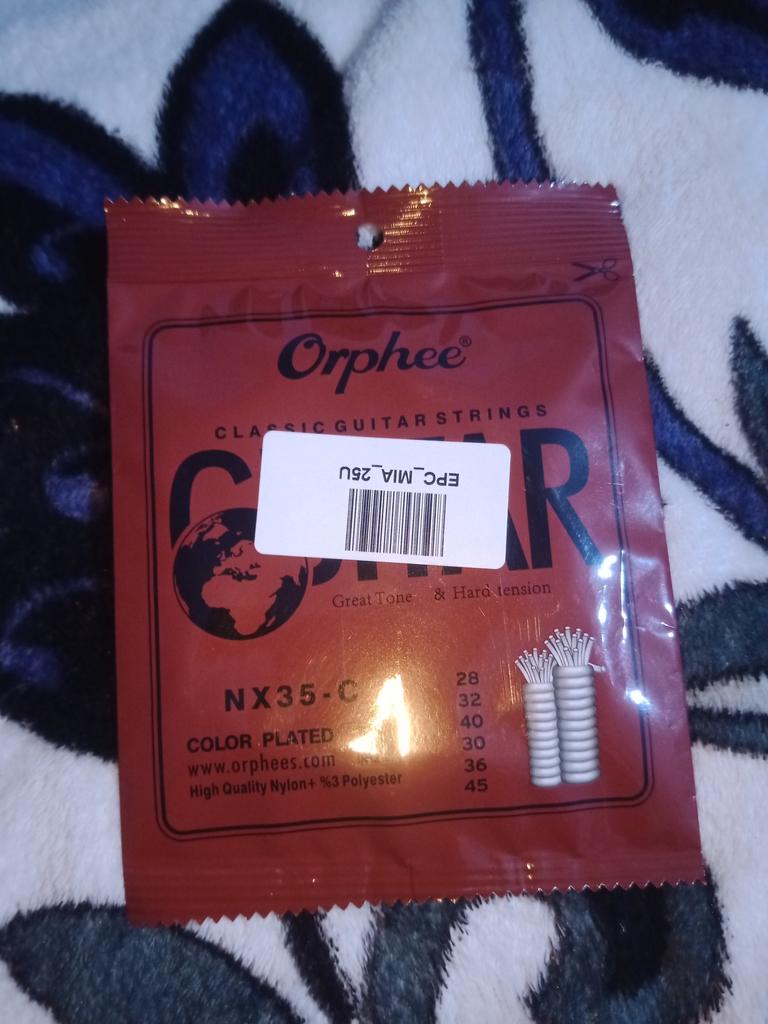 Orphee®
CLASSIC GUITAR STRINGS
EPC_MIA_25U
Great Tone & Hard tension
NX35-C
COLOR PLATED
www.orphees.com
High Quality Nylon+ %3 Polyester
28
32
40
30
36
45